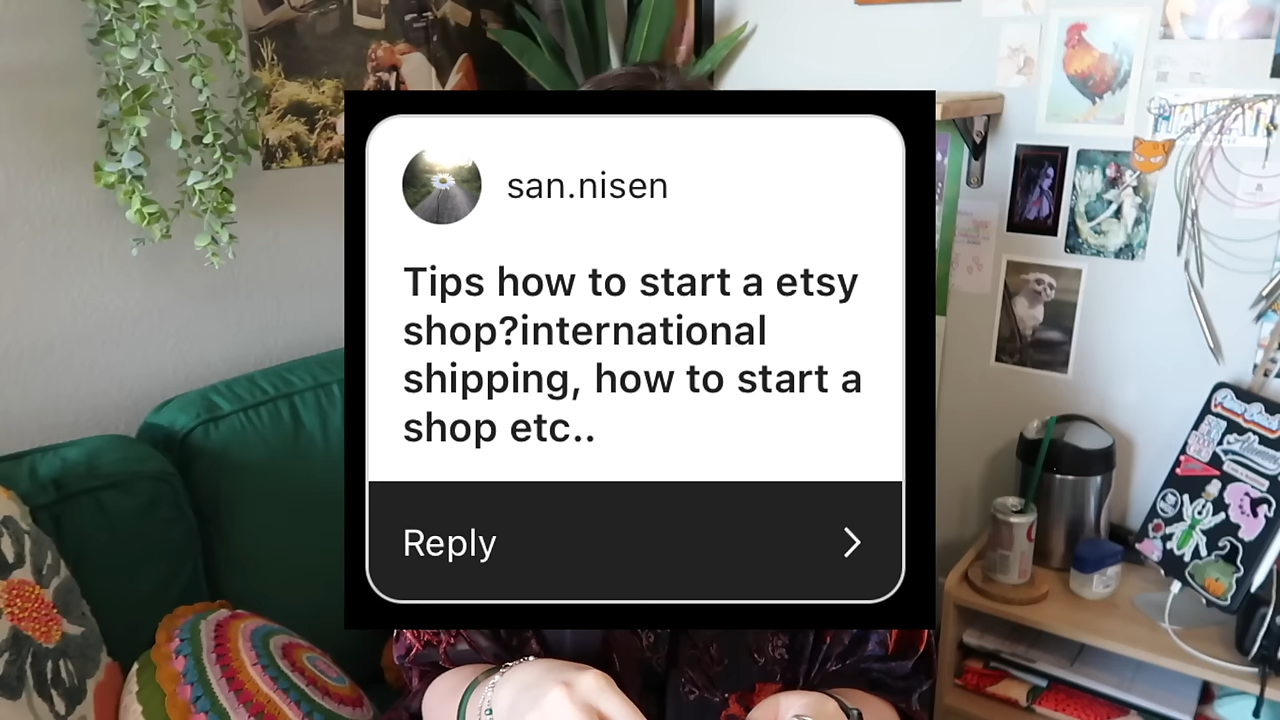 san.nisen
Tips how to start a etsy
shop?international
shipping, how to start a
shop etc..
Reply